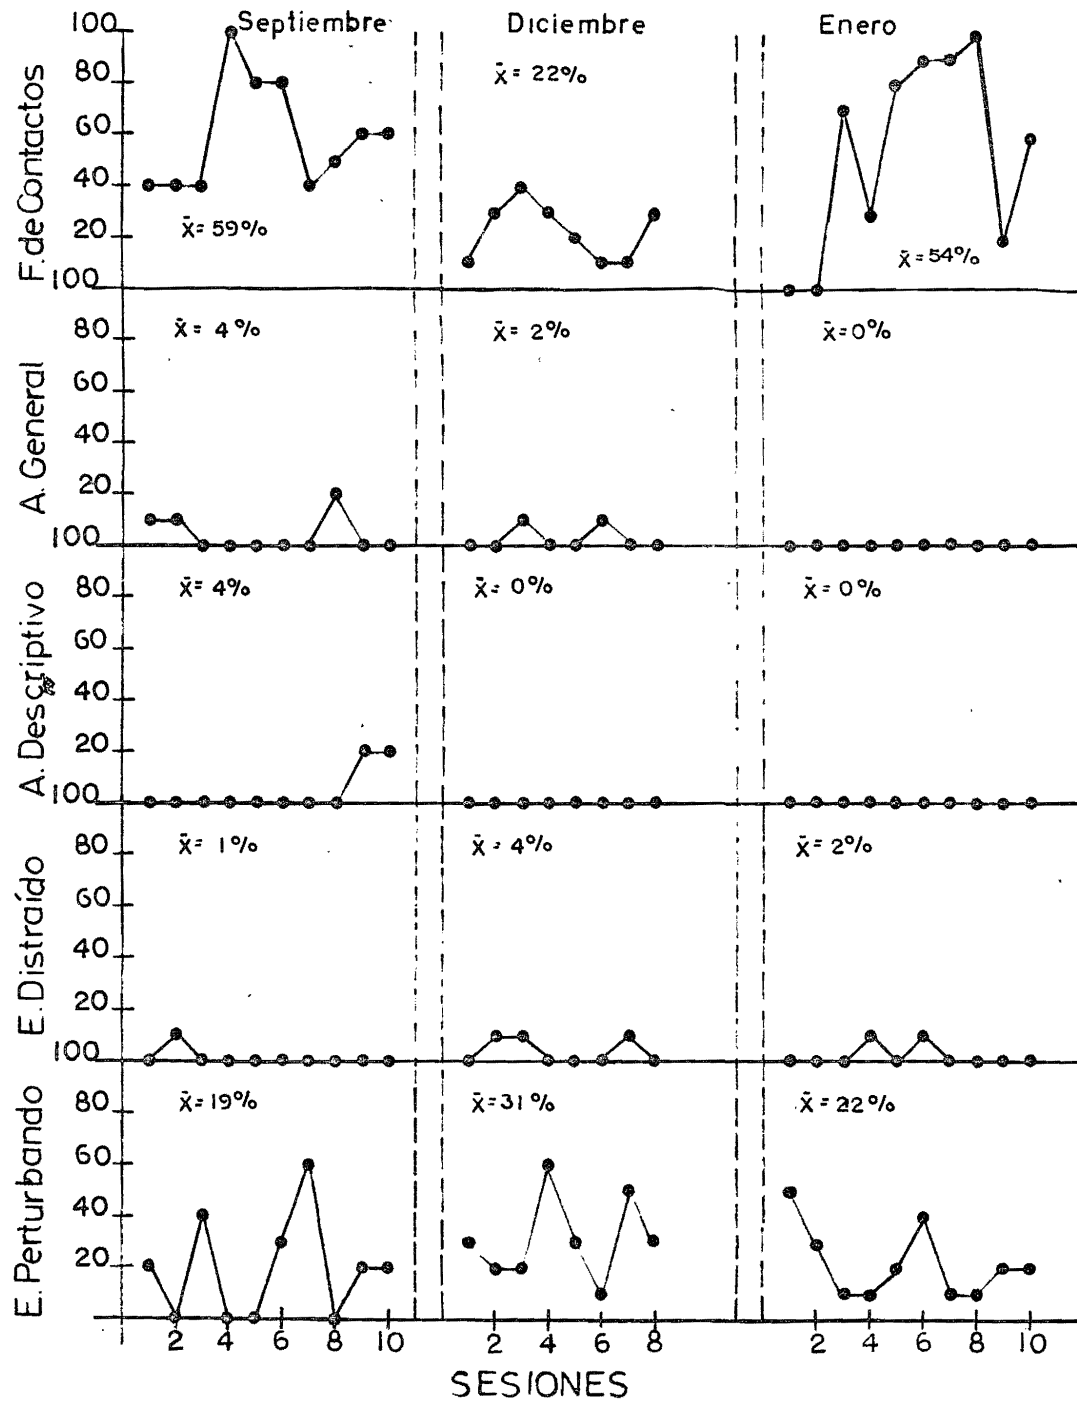 Septiembre
Diciembre
Enero
F. de Contactos
100
80
60
40
20
x̄= 59%
x̄= 22%
x̄= 54%
A. General
100
80
60
40
20
x̄= 4%
x̄= 2%
x̄= 0%
A. Descriptivo
100
80
60
40
20
x̄= 4%
x̄= 0%
x̄= 0%
E. Distraído
100
80
60
40
20
x̄= 1%
x̄= 4%
x̄= 2%
E. Perturbando
100
80
60
40
20
x̄= 19%
x̄= 31%
x̄= 22%
2 4 6 8 10
2 4 6 8
2 4 6 8 10
SESIONES